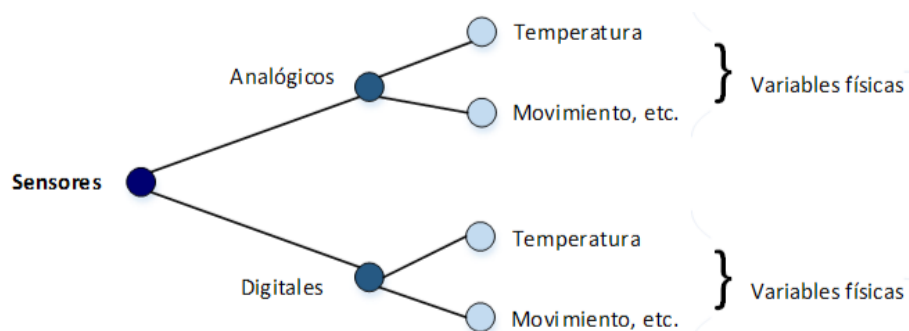 Temperatura
Analógicos
Variables físicas
Movimiento, etc.
Sensores
Temperatura
Digitales
Variables físicas
Movimiento, etc.